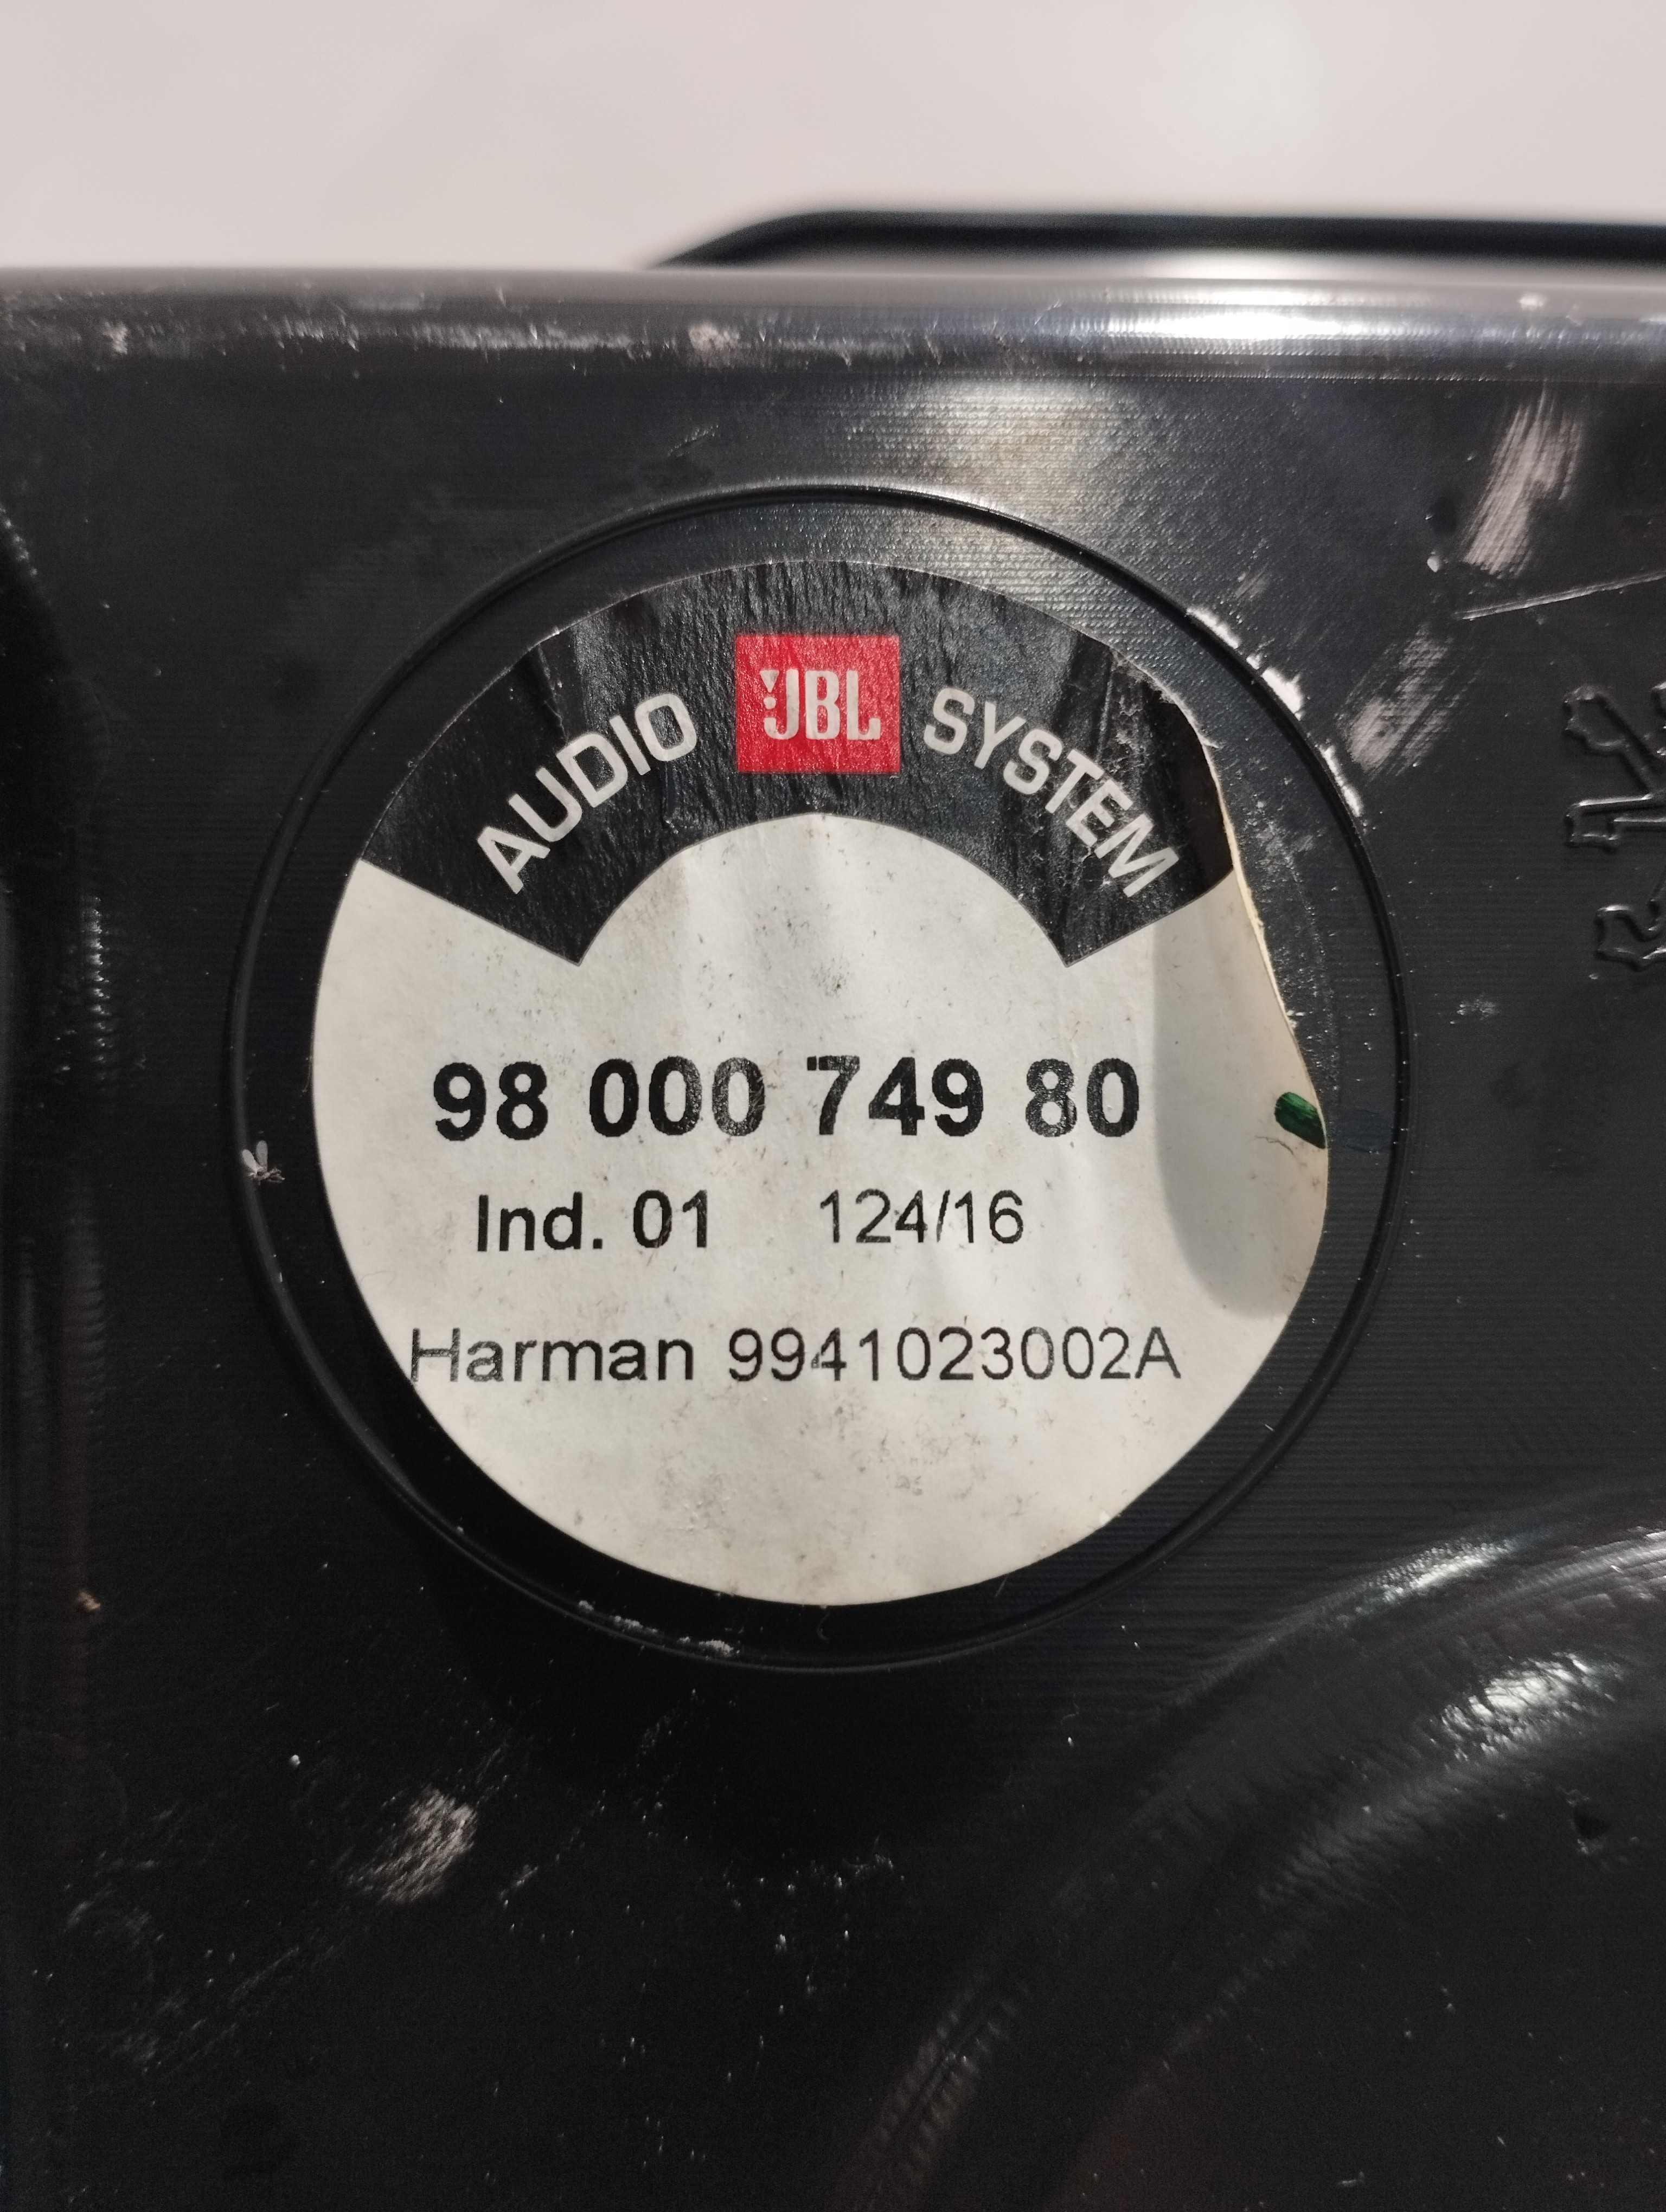 AUDIO JBL SYSTEM
98 000 749 80
Ind. 01 124/16
Harman 9941023002A